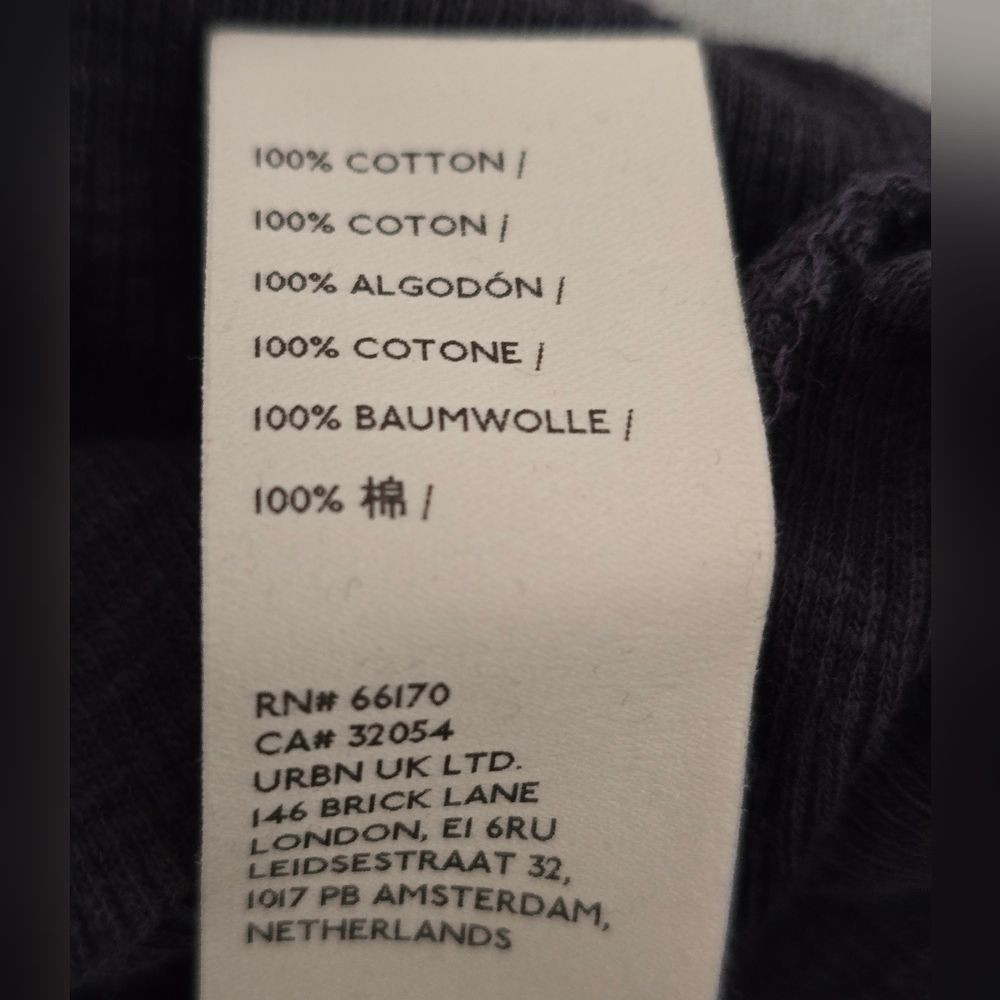 100% COTTON /
100% COTON /
100% ALGODÓN /
100% COTONE /
100% BAUMWOLLE /
100% 棉 /
RN# 66170
CA# 32054
URBN UK LTD.
146 BRICK LANE
LONDON, E1 6RU
LEIDSESTRAAT 32,
1017 PB AMSTERDAM,
NETHERLANDS